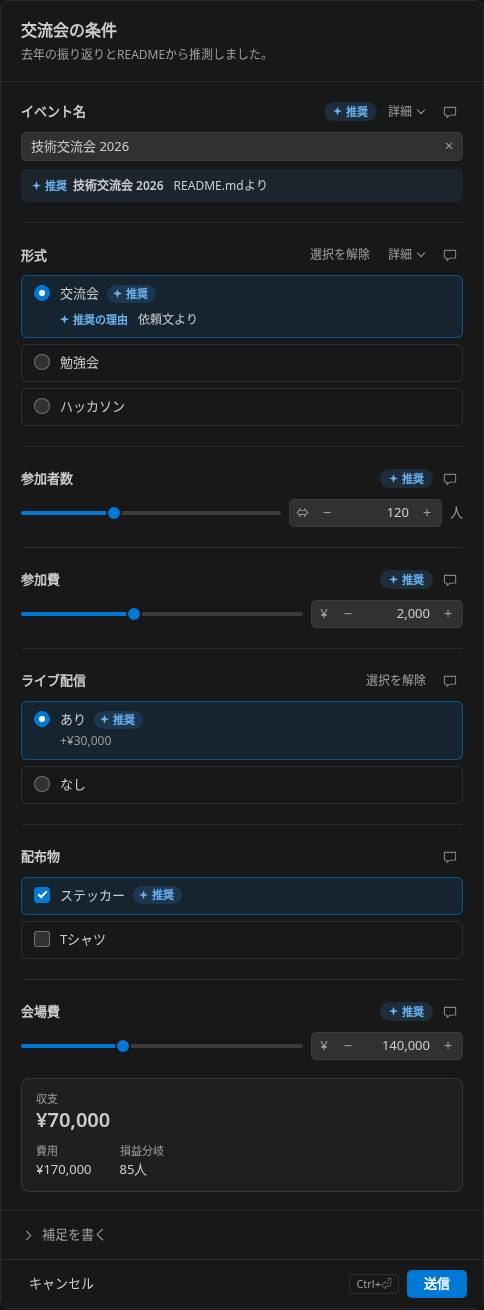 交流会の条件
去年の振り返りとREADMEから推測しました。
イベント名 推奨 詳細
技術交流会 2026 ×
推奨 技術交流会 2026 README.mdより
形式 選択を解除 詳細
交流会 推奨
推奨の理由 依頼文より
勉強会
ハッカソン
参加者数 推奨
− 120 + 人
参加費 推奨
¥ − 2,000 +
ライブ配信 選択を解除
あり 推奨
+¥30,000
なし
配布物
ステッカー 推奨
Tシャツ
会場費 推奨
¥ − 140,000 +
収支
¥70,000
費用 損益分岐
¥170,000 85人
補足を書く
キャンセル Ctrl+⏎ 送信